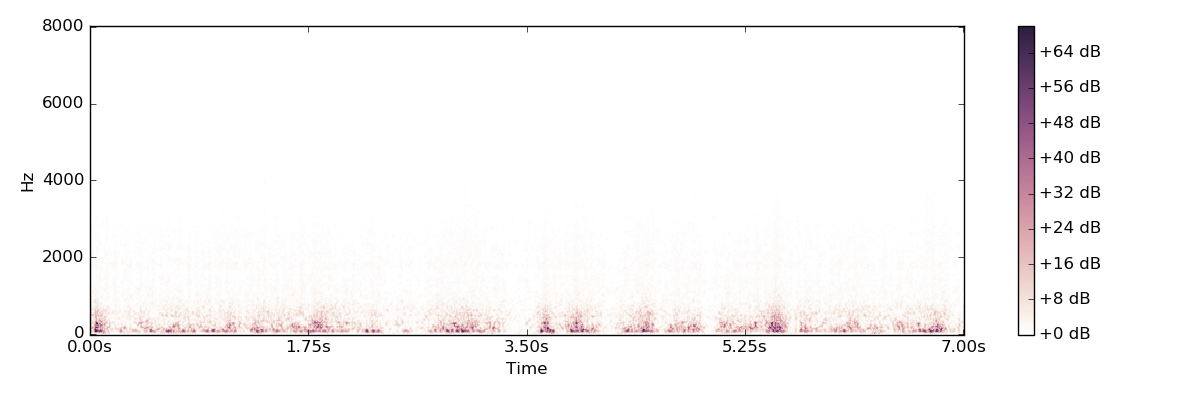 8000
6000
4000
2000
0
Hz
0.00s 1.75s 3.50s 5.25s 7.00s
Time
+64 dB
+56 dB
+48 dB
+40 dB
+32 dB
+24 dB
+16 dB
+8 dB
+0 dB